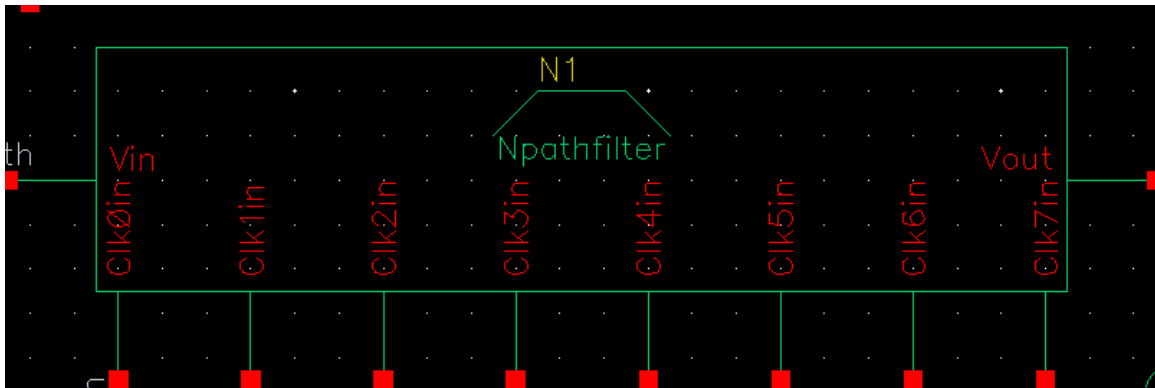 N1
Npathfilter
th
Vin
Vout
Clk0in
Clk1in
Clk2in
Clk3in
Clk4in
Clk5in
Clk6in
Clk7in